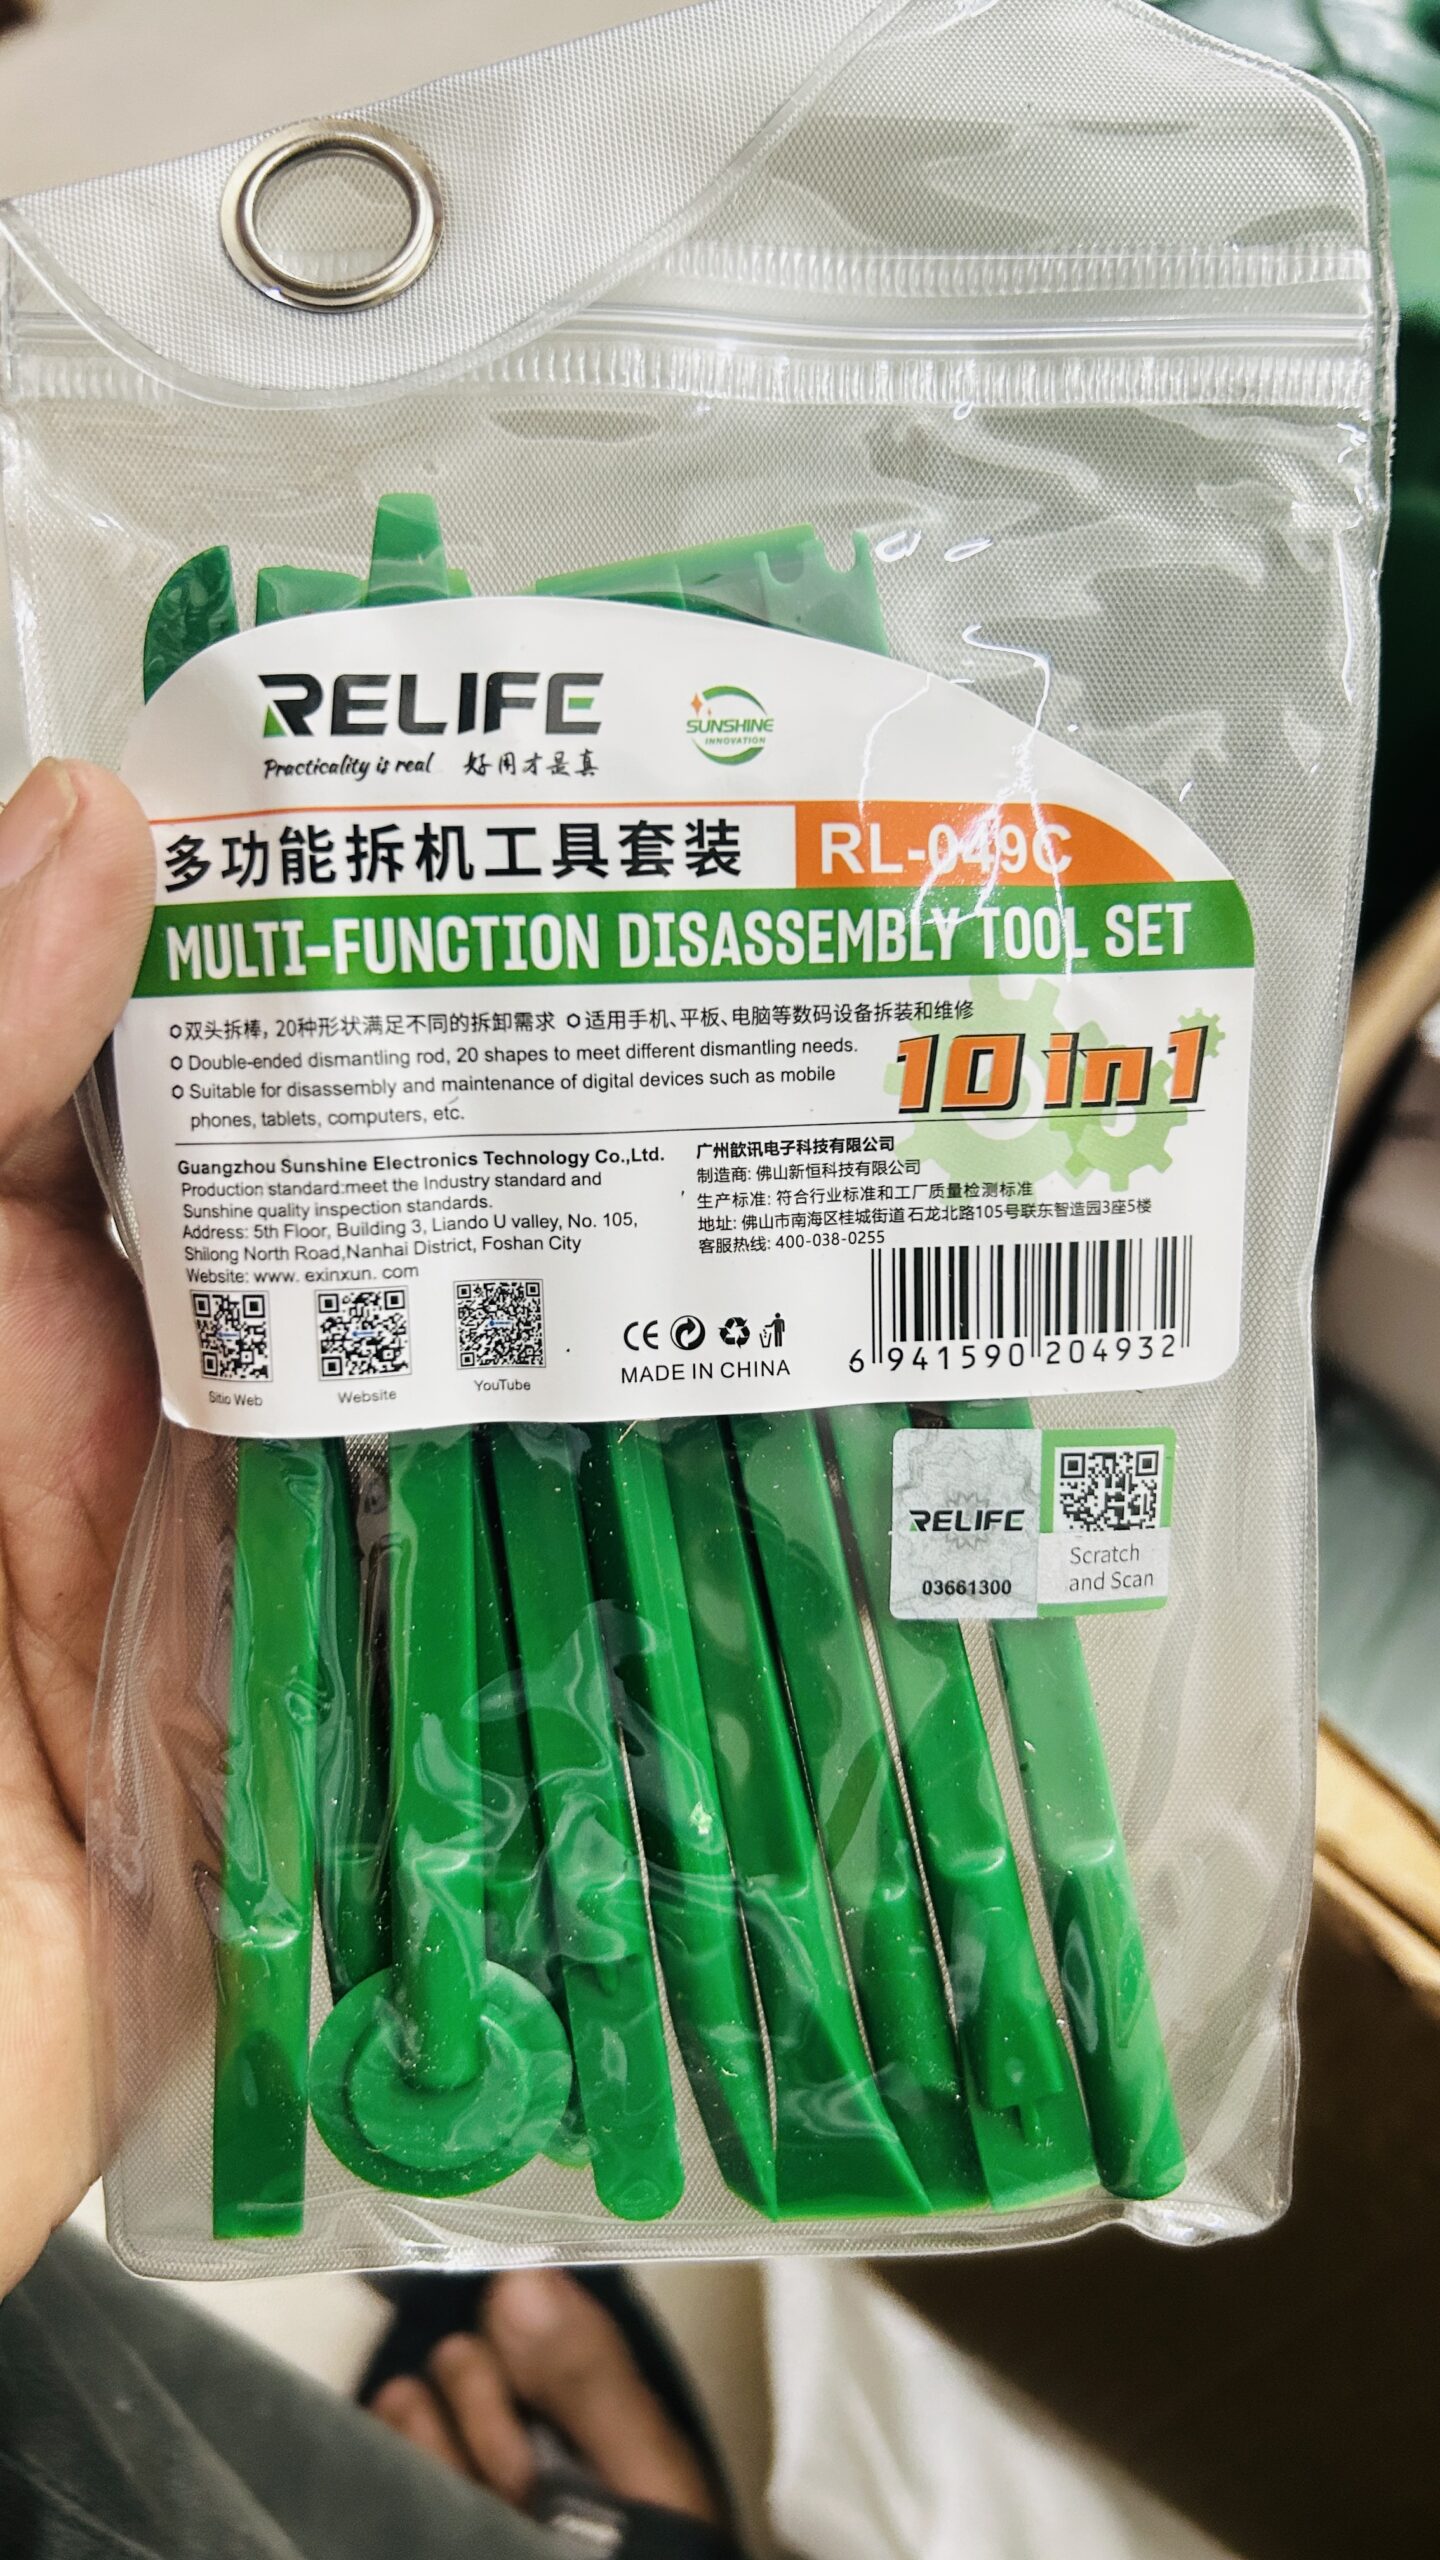 RELIFE
Practicality is real 好用才是真
SUNSHINE
INNOVATION
多功能拆机工具套装 RL-049C
MULTI-FUNCTION DISASSEMBLY TOOL SET
双头拆棒, 20种形状满足不同的拆卸需求 适用手机、平板、电脑等数码设备拆装和维修
Double-ended dismantling rod, 20 shapes to meet different dismantling needs.
Suitable for disassembly and maintenance of digital devices such as mobile
phones, tablets, computers, etc.
10 in 1
Guangzhou Sunshine Electronics Technology Co.,Ltd.
Production standard:meet the Industry standard and
Sunshine quality inspection standards.
Address: 5th Floor, Building 3, Liando U valley, No. 105,
Shilong North Road,Nanhai District, Foshan City
Website: www. exinxun. com
广州歆讯电子科技有限公司
制造商: 佛山新恒科技有限公司
生产标准: 符合行业标准和工厂质量检测标准
地址: 佛山市南海区桂城街道石龙北路105号联东智造园3座5楼
客服热线: 400-038-0255
Sitio Web
Website
YouTube
CE
MADE IN CHINA
6 941590 204932
RELIFE
03661300
Scratch
and Scan